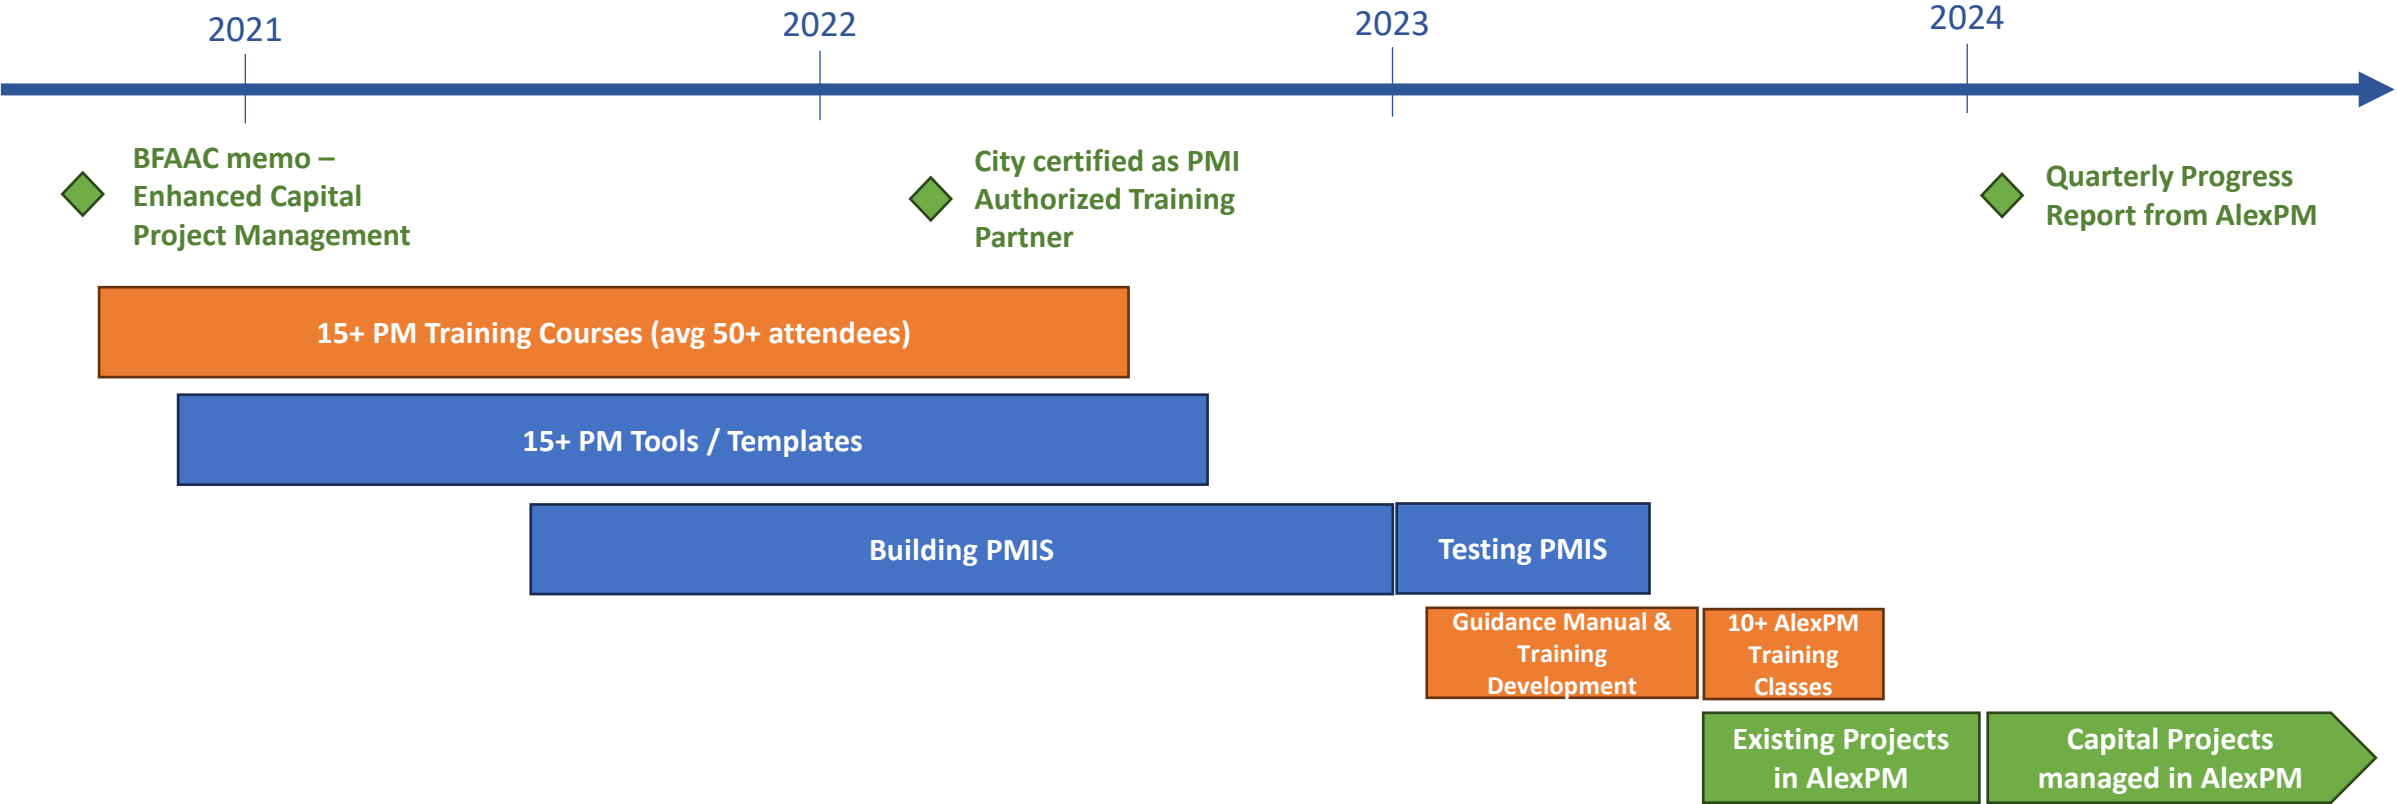 2021
2022
2023
2024
BFAAC memo –
Enhanced Capital
Project Management
City certified as PMI
Authorized Training
Partner
Quarterly Progress
Report from AlexPM
15+ PM Training Courses (avg 50+ attendees)
15+ PM Tools / Templates
Building PMIS
Testing PMIS
Guidance Manual &
Training
Development
10+ AlexPM
Training
Classes
Existing Projects
in AlexPM
Capital Projects
managed in AlexPM